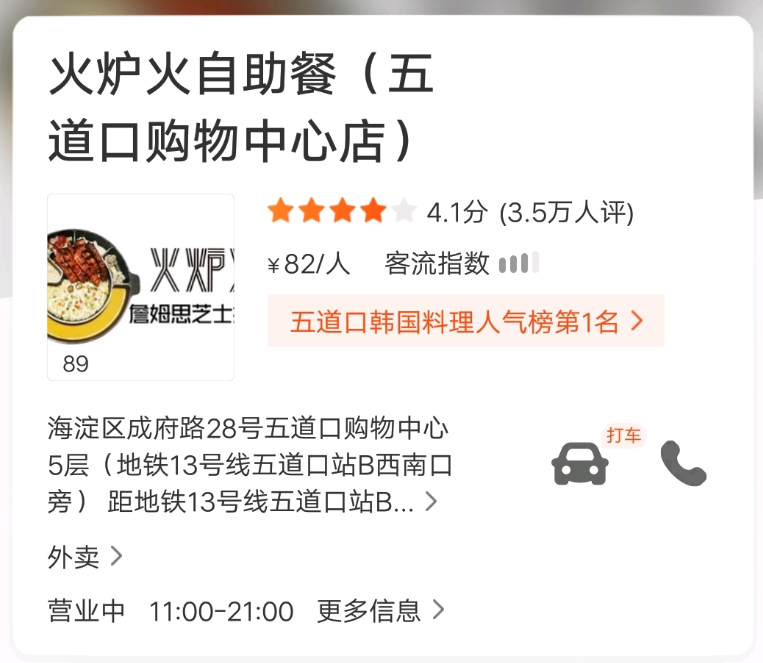 火炉火自助餐（五
道口购物中心店）
4.1分 (3.5万人评)
¥82/人 客流指数
五道口韩国料理人气榜第1名
火炉
詹姆思芝士
89
海淀区成府路28号五道口购物中心
5层（地铁13号线五道口站B西南口
旁） 距地铁13号线五道口站B...
打车
外卖
营业中 11:00-21:00 更多信息